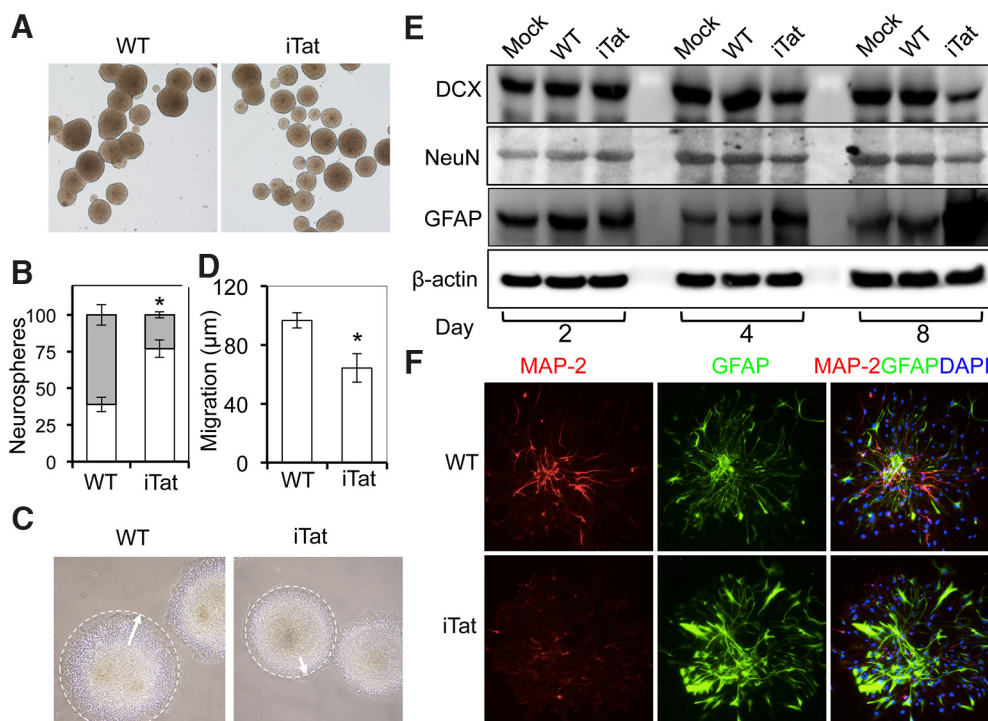 A
WT iTat
B
Neurospheres
100
75
50
25
0
*
WT iTat
D
Migration (µm)
120
80
40
0
*
WT iTat
C
WT iTat
E
Mock WT iTat Mock WT iTat Mock WT iTat
DCX
NeuN
GFAP
β-actin
Day 2 4 8
F
MAP-2 GFAP MAP-2GFAPDAPI
WT
iTat